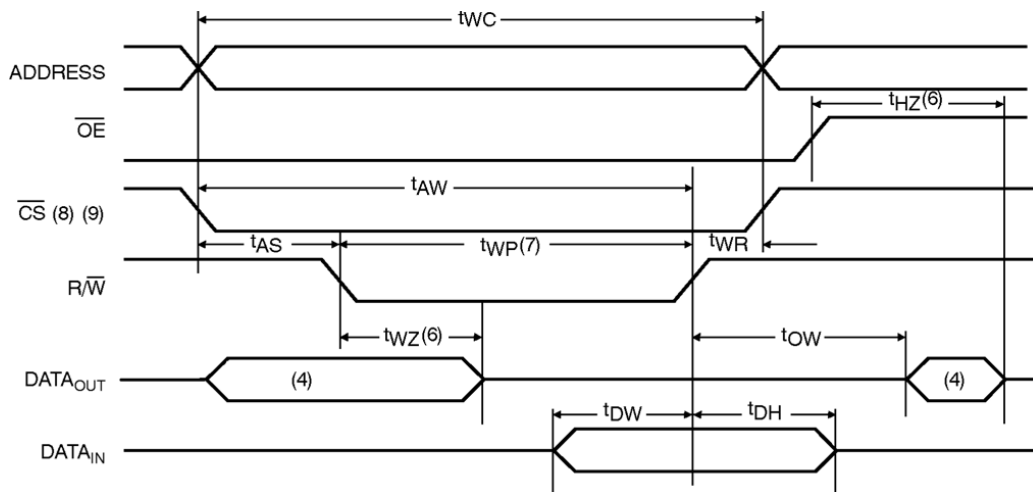 tWC
ADDRESS
tHZ(6)
OE
tAW
CS (8) (9)
tAS
tWP(7)
tWR
R/W
tWZ(6)
tOW
DATAOUT
(4)
(4)
tDW
tDH
DATAIN